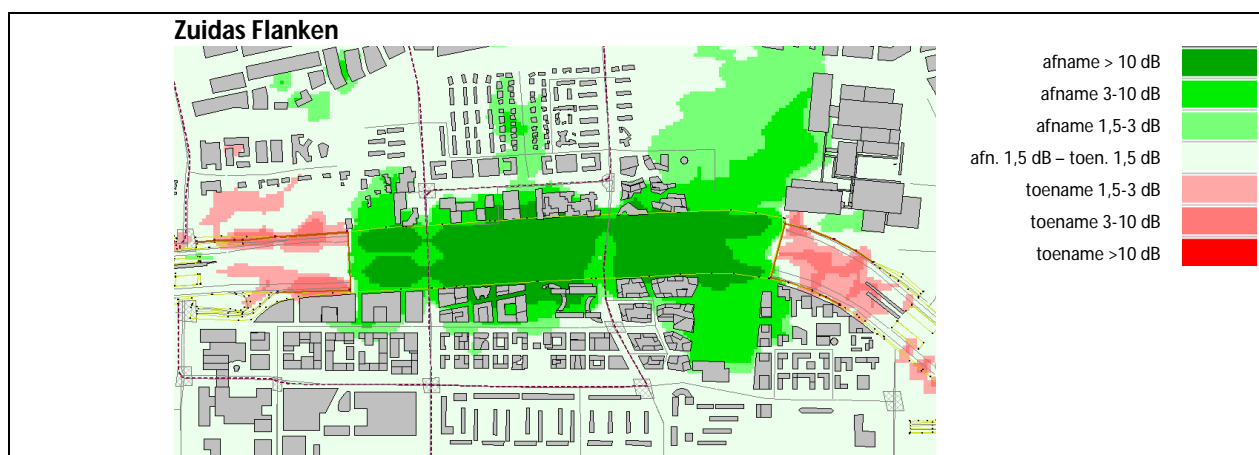 Zuidas Flanken
afname > 10 dB
afname 3-10 dB
afname 1,5-3 dB
afn. 1,5 dB – toen. 1,5 dB
toename 1,5-3 dB
toename 3-10 dB
toename >10 dB